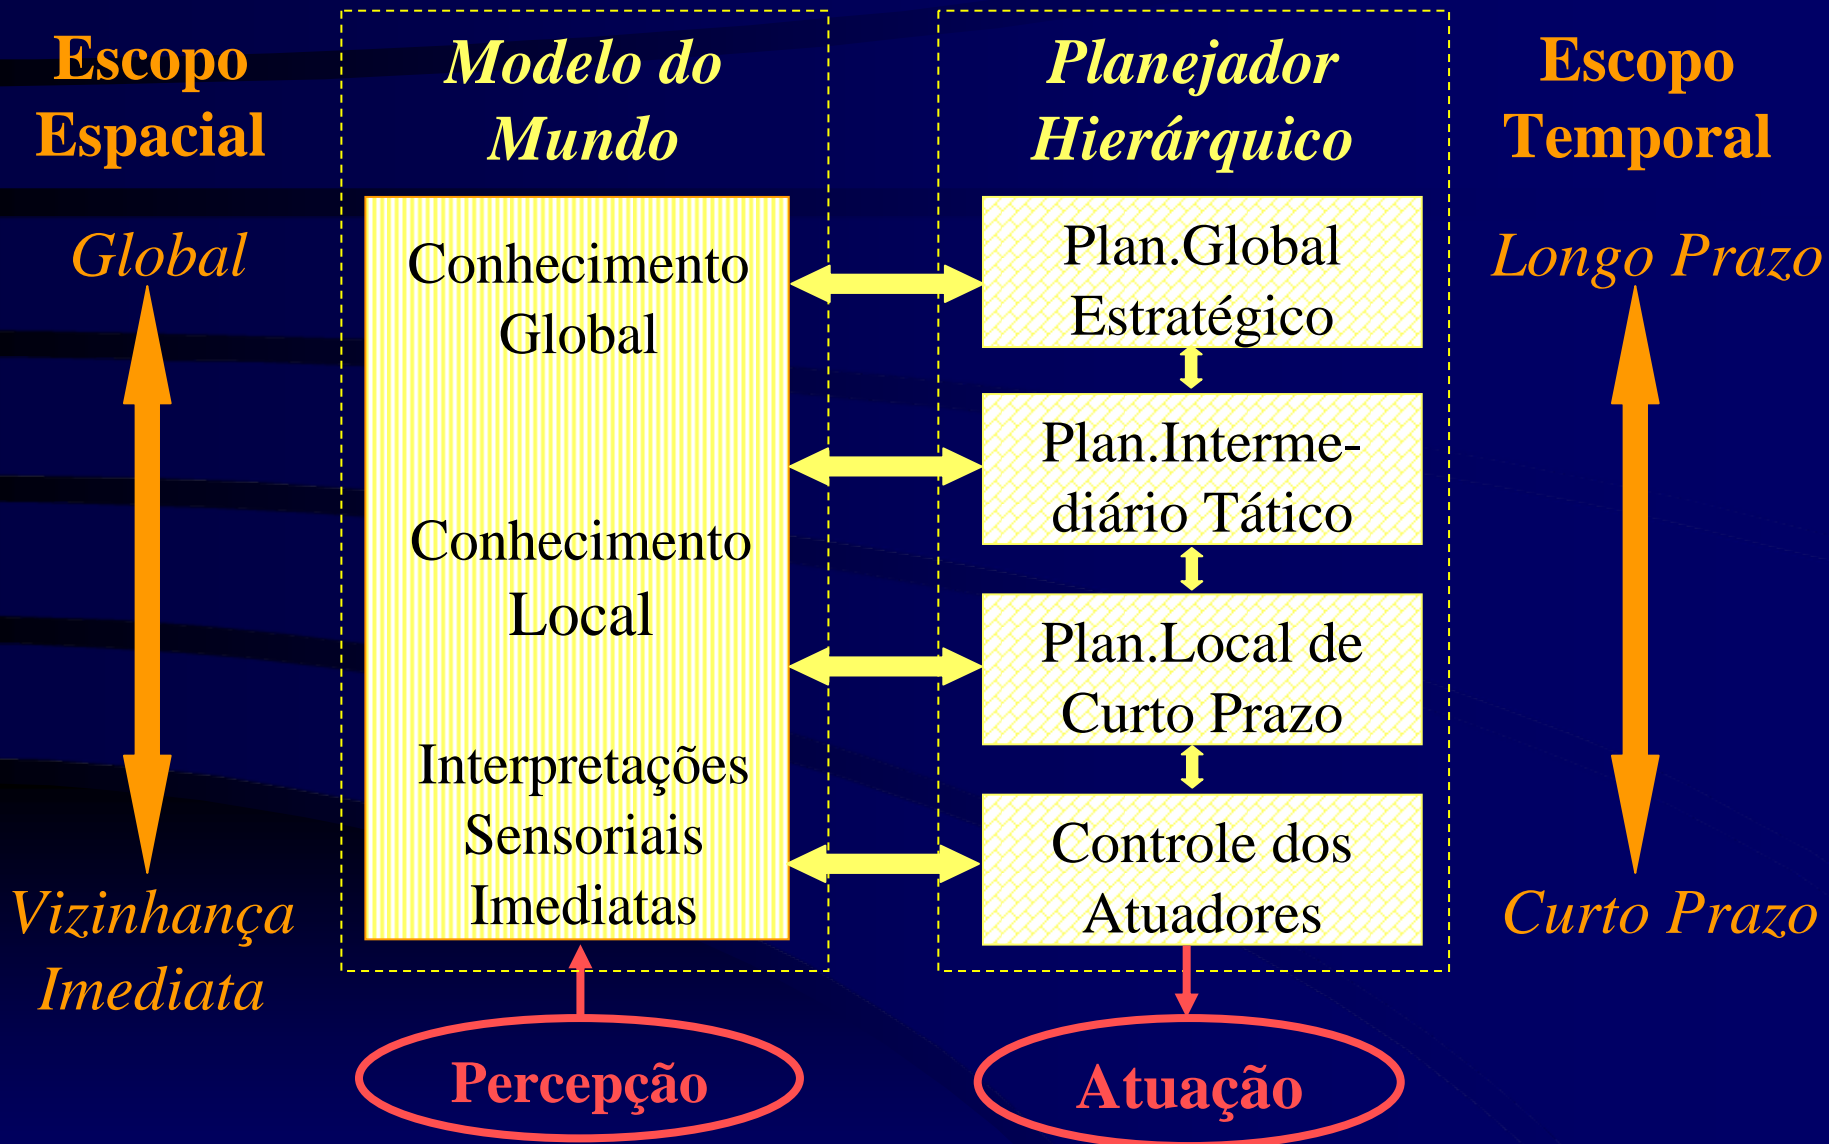 Escopo
Espacial
Global
Vizinhança
Imediata
Modelo do
Mundo
Conhecimento
Global
Conhecimento
Local
Interpretações
Sensoriais
Imediatas
Percepção
Planejador
Hierárquico
Plan.Global
Estratégico
Plan.Interme-
diário Tático
Plan.Local de
Curto Prazo
Controle dos
Atuadores
Atuação
Escopo
Temporal
Longo Prazo
Curto Prazo